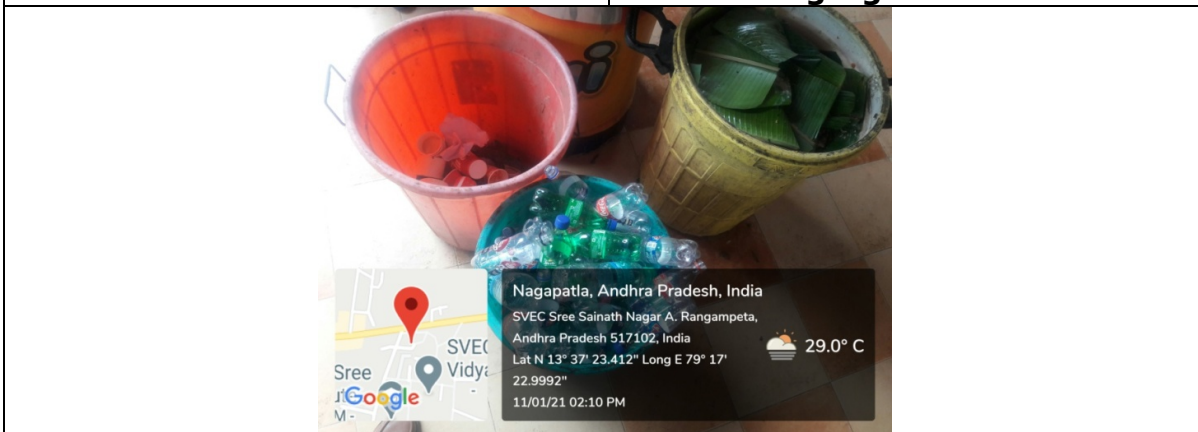 Nagapatla, Andhra Pradesh, India
SVEC Sree Sainath Nagar A. Rangampeta,
Andhra Pradesh 517102, India
Lat N 13° 37' 23.412" Long E 79° 17'
22.9992"
11/01/21 02:10 PM
29.0° C
SVEC
Vidya
Sree
Google
M -